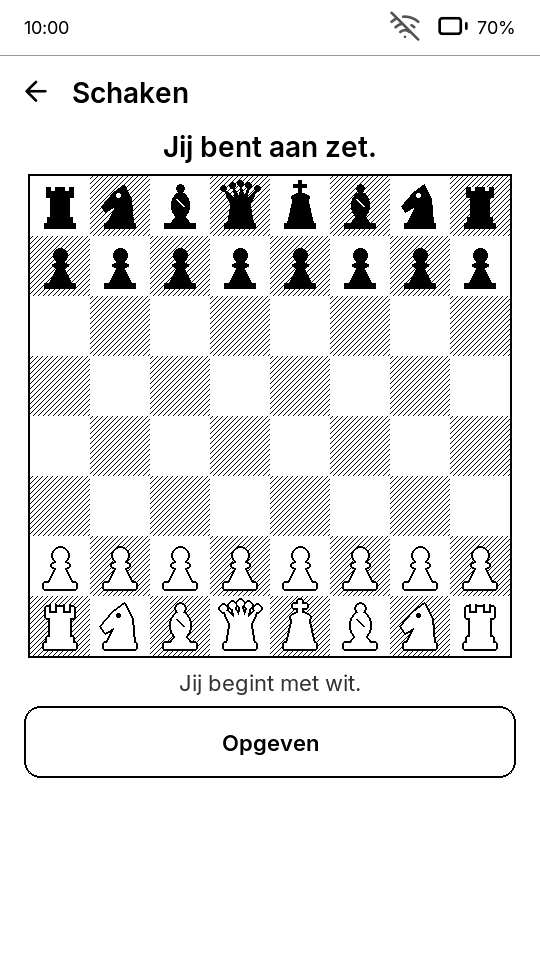 10:00
70%
Schaken
Jij bent aan zet.
Jij begint met wit.
Opgeven